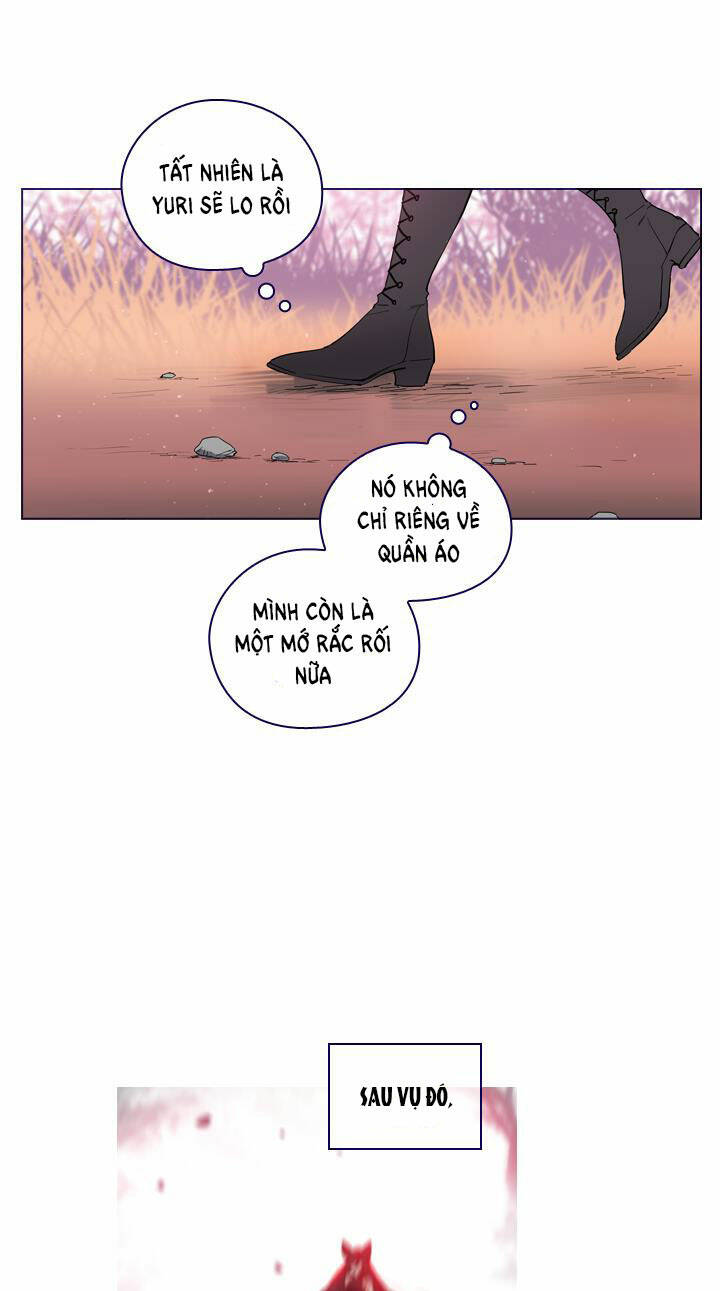 TẤT NHIÊN LÀ
YURI SẼ LO RỒI
NÓ KHÔNG
CHỈ RIÊNG VỀ
QUẦN ÁO
MÌNH CÒN LÀ
MỘT MỚ RẮC RỐI
NỮA
SAU VỤ ĐÓ,